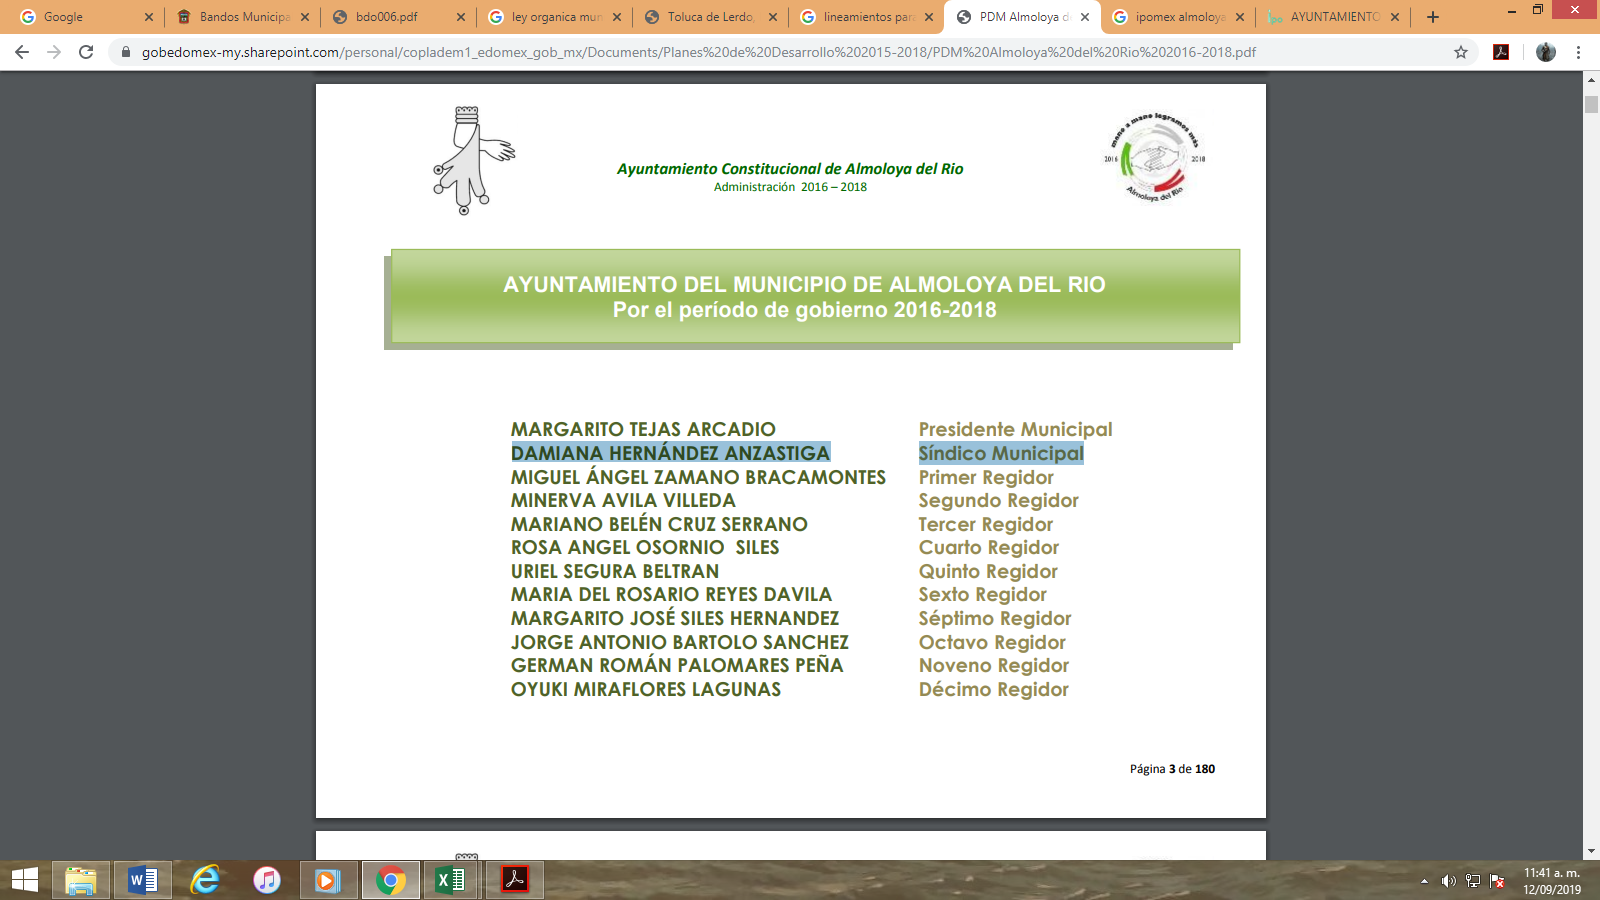 Google
Bandos Municipa
bdo006.pdf
ley organica mun
Toluca de Lerdo,
lineamientos para
PDM Almoloya de
ipomex almoloya
AYUNTAMIENTO
gobedomex-my.sharepoint.com/personal/copladem1_edomex_gob_mx/Documents/Planes%20de%20Desarrollo%202015-2018/PDM%20Almoloya%20del%20Rio%202016-2018.pdf
mano a mano logramos más
2016
2018
Almoloya del Rio
Ayuntamiento Constitucional de Almoloya del Rio
Administración 2016 – 2018
AYUNTAMIENTO DEL MUNICIPIO DE ALMOLOYA DEL RIO
Por el período de gobierno 2016-2018
MARGARITO TEJAS ARCADIO Presidente Municipal
DAMIANA HERNÁNDEZ ANZASTIGA Síndico Municipal
MIGUEL ÁNGEL ZAMANO BRACAMONTES Primer Regidor
MINERVA AVILA VILLEDA Segundo Regidor
MARIANO BELÉN CRUZ SERRANO Tercer Regidor
ROSA ANGEL OSORNIO SILES Cuarto Regidor
URIEL SEGURA BELTRAN Quinto Regidor
MARIA DEL ROSARIO REYES DAVILA Sexto Regidor
MARGARITO JOSÉ SILES HERNANDEZ Séptimo Regidor
JORGE ANTONIO BARTOLO SANCHEZ Octavo Regidor
GERMAN ROMÁN PALOMARES PEÑA Noveno Regidor
OYUKI MIRAFLORES LAGUNAS Décimo Regidor
Página 3 de 180
11:41 a. m.
12/09/2019